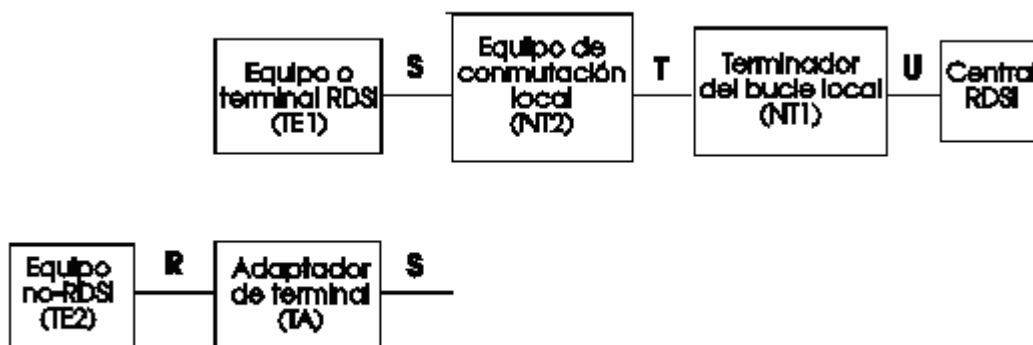 Equipo o
terminal RDSI
(TE1)
S
Equipo de
conmutación
local
(NT2)
T
Terminador
del bucle local
(NT1)
U
Central
RDSI
Equipo
no-RDSI
(TE2)
R
Adaptador
de terminal
(TA)
S